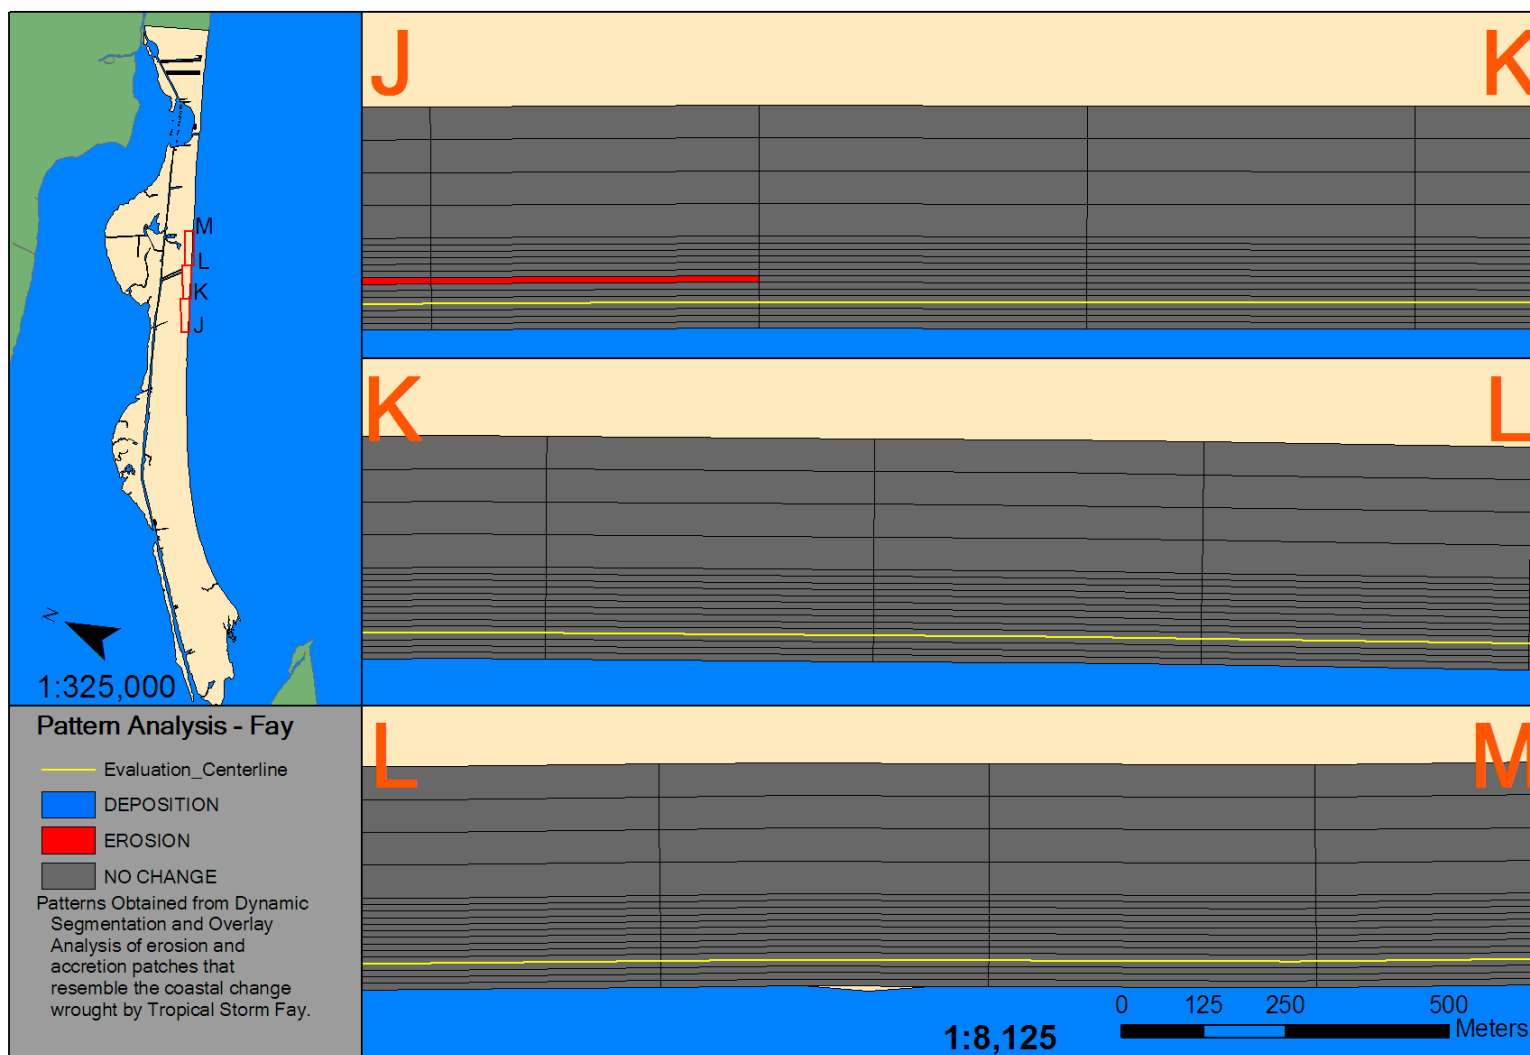 M
L
K
J
N
1:325,000
J
K
K
L
L
M
Pattern Analysis - Fay
Evaluation_Centerline
DEPOSITION
EROSION
NO CHANGE
Patterns Obtained from Dynamic
Segmentation and Overlay
Analysis of erosion and
accretion patches that
resemble the coastal change
wrought by Tropical Storm Fay.
0 125 250 500
Meters
1:8,125